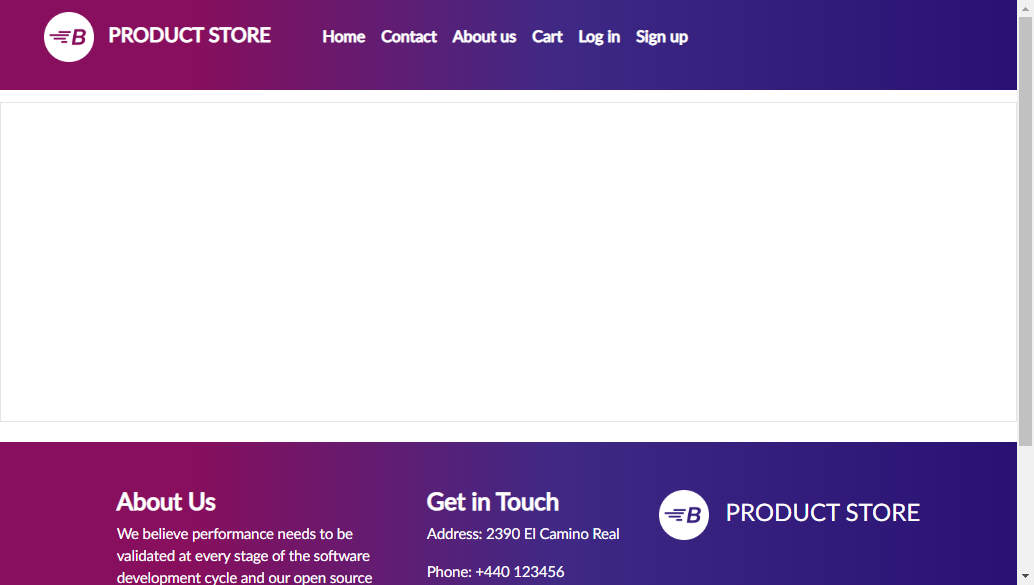 B PRODUCT STORE Home Contact About us Cart Log in Sign up
About Us
We believe performance needs to be
validated at every stage of the software
development cycle and our open source
Get in Touch
Address: 2390 El Camino Real
Phone: +440 123456
B PRODUCT STORE